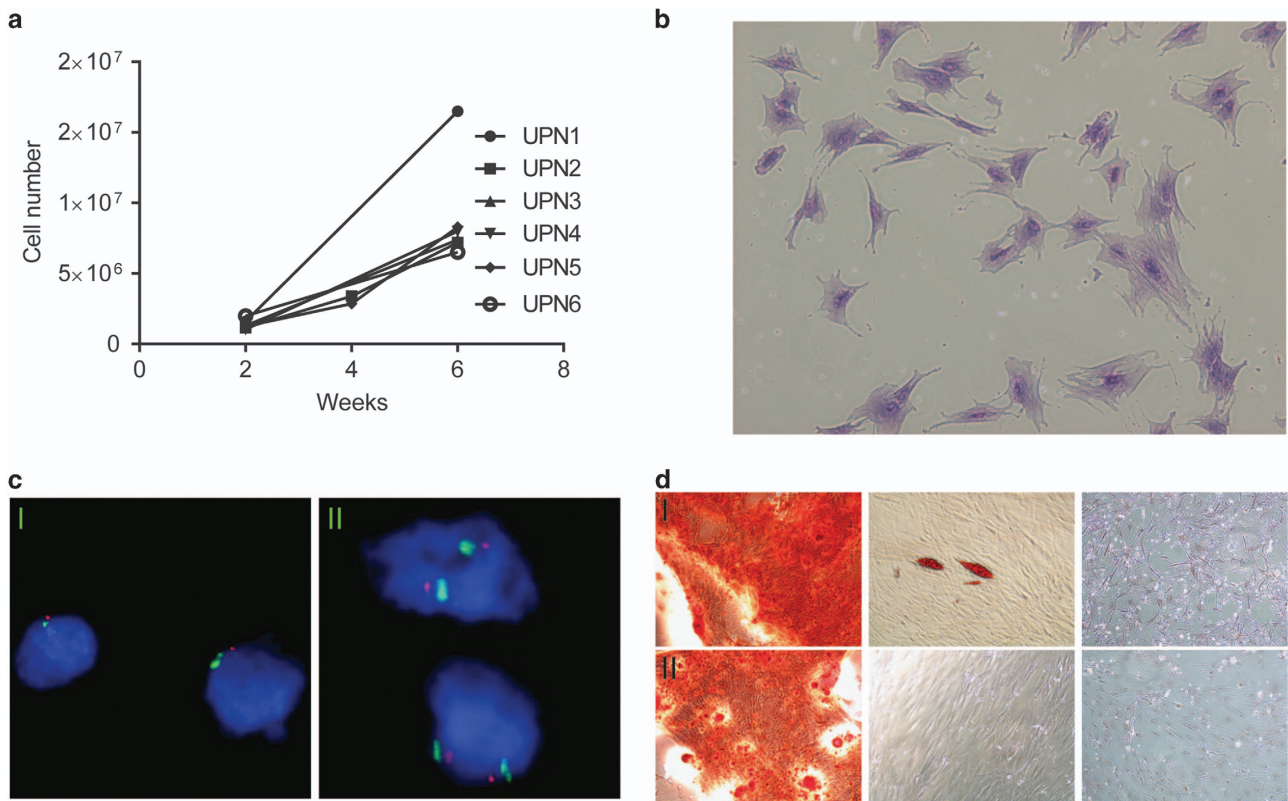 a
2×10⁷
2×10⁷
1×10⁷
5×10⁶
0
Cell number
0 2 4 6 8
Weeks
UPN1
UPN2
UPN3
UPN4
UPN5
UPN6
b
c
I
II
d
I
II